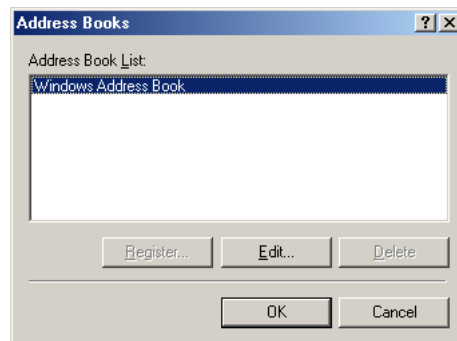 Address Books
Address Book List:
Windows Address Book
Register...
Edit...
Delete
OK
Cancel